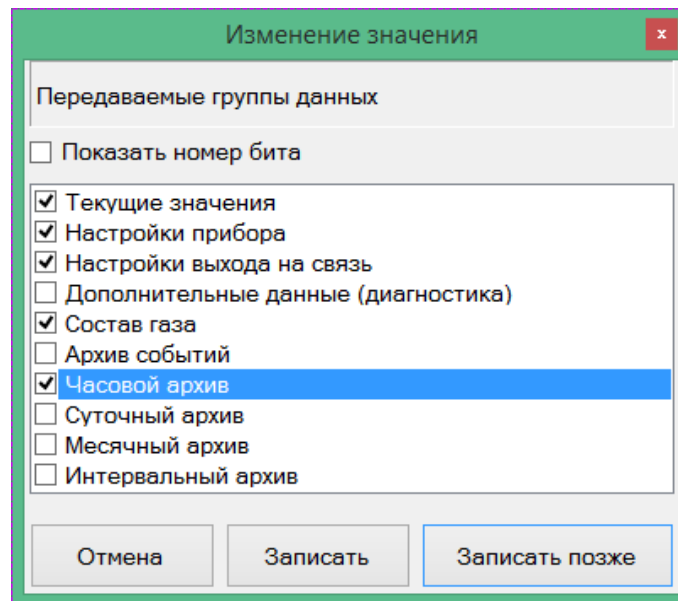 Изменение значения
x
Передаваемые группы данных
Показать номер бита
Текущие значения
Настройки прибора
Настройки выхода на связь
Дополнительные данные (диагностика)
Состав газа
Архив событий
Часовой архив
Суточный архив
Месячный архив
Интервальный архив
Отмена
Записать
Записать позже